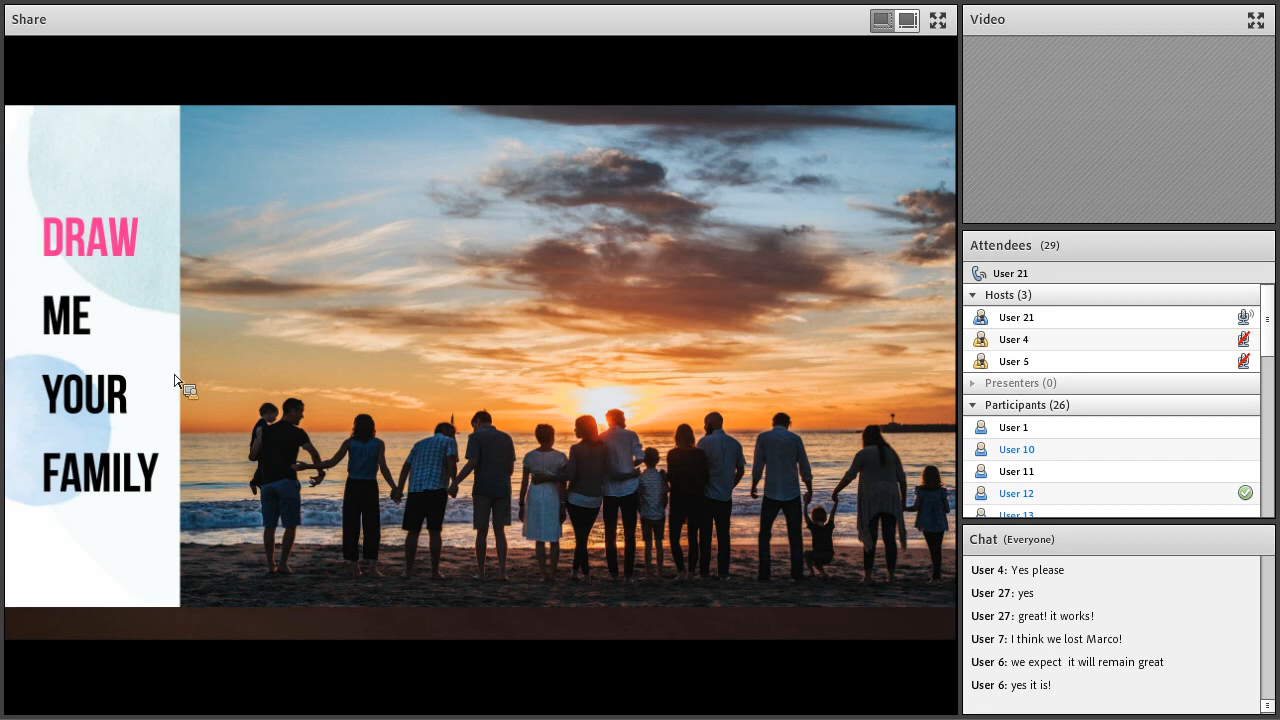 Share
DRAW
ME
YOUR
FAMILY
Video
Attendees (29)
User 21
Hosts (3)
User 21
User 4
User 5
Presenters (0)
Participants (26)
User 1
User 10
User 11
User 12
User 13
Chat (Everyone)
User 4: Yes please
User 27: yes
User 27: great! it works!
User 7: I think we lost Marco!
User 6: we expect it will remain great
User 6: yes it is!